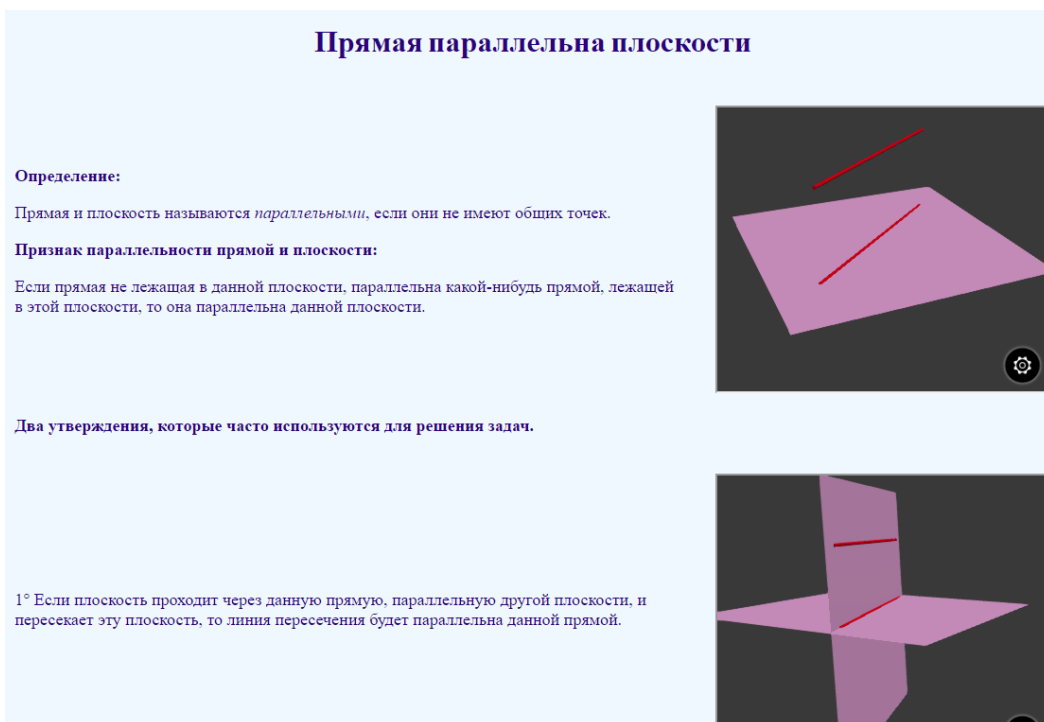 Прямая параллельна плоскости
Определение:
Прямая и плоскость называются параллельными, если они не имеют общих точек.
Признак параллельности прямой и плоскости:
Если прямая не лежащая в данной плоскости, параллельна какой-нибудь прямой, лежащей
в этой плоскости, то она параллельна данной плоскости.
Два утверждения, которые часто используются для решения задач.
1° Если плоскость проходит через данную прямую, параллельную другой плоскости, и
пересекает эту плоскость, то линия пересечения будет параллельна данной прямой.